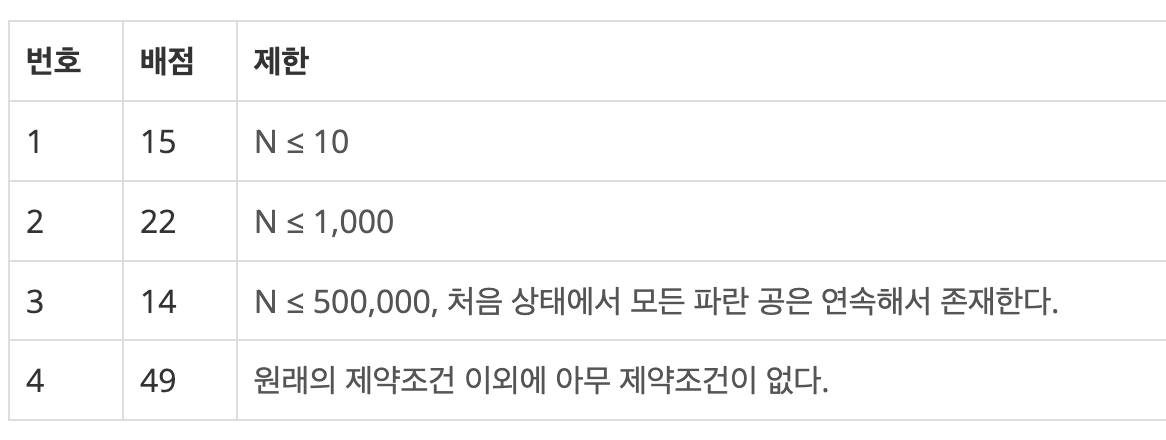 번호 배점 제한
1 15 N ≤ 10
2 22 N ≤ 1,000
3 14 N ≤ 500,000, 처음 상태에서 모든 파란 공은 연속해서 존재한다.
4 49 원래의 제약조건 이외에 아무 제약조건이 없다.